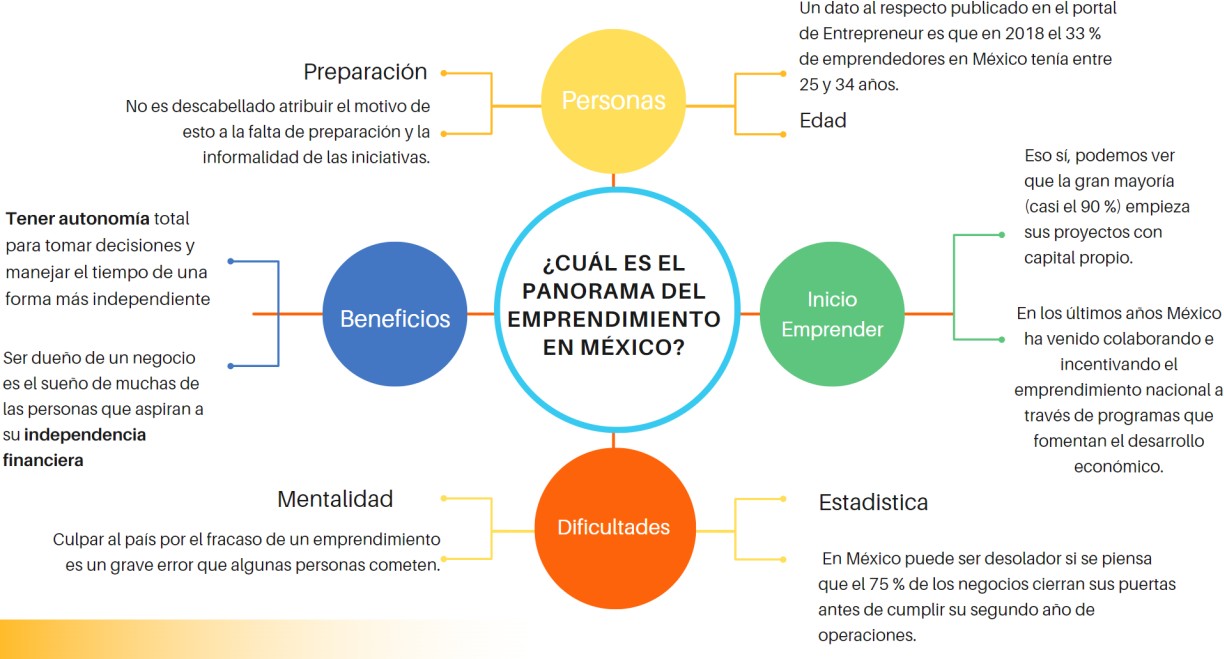 Un dato al respecto publicado en el portal
de Entrepreneur es que en 2018 el 33 %
de emprendedores en México tenía entre
25 y 34 años.
Edad
Personas
Preparación
No es descabellado atribuir el motivo de
esto a la falta de preparación y la
informalidad de las iniciativas.
Eso sí, podemos ver
que la gran mayoría
(casi el 90 %) empieza
sus proyectos con
capital propio.
Tener autonomía total
para tomar decisiones y
manejar el tiempo de una
forma más independiente
¿CUÁL ES EL
PANORAMA DEL
EMPRENDIMIENTO
EN MÉXICO?
Beneficios
Inicio
Emprender
En los últimos años México
ha venido colaborando e
incentivando el
emprendimiento nacional a
través de programas que
fomentan el desarrollo
económico.
Ser dueño de un negocio
es el sueño de muchas de
las personas que aspiran a
su independencia
financiera
Mentalidad
Culpar al país por el fracaso de un emprendimiento
es un grave error que algunas personas cometen.
Dificultades
Estadistica
En México puede ser desolador si se piensa
que el 75 % de los negocios cierran sus puertas
antes de cumplir su segundo año de
operaciones.